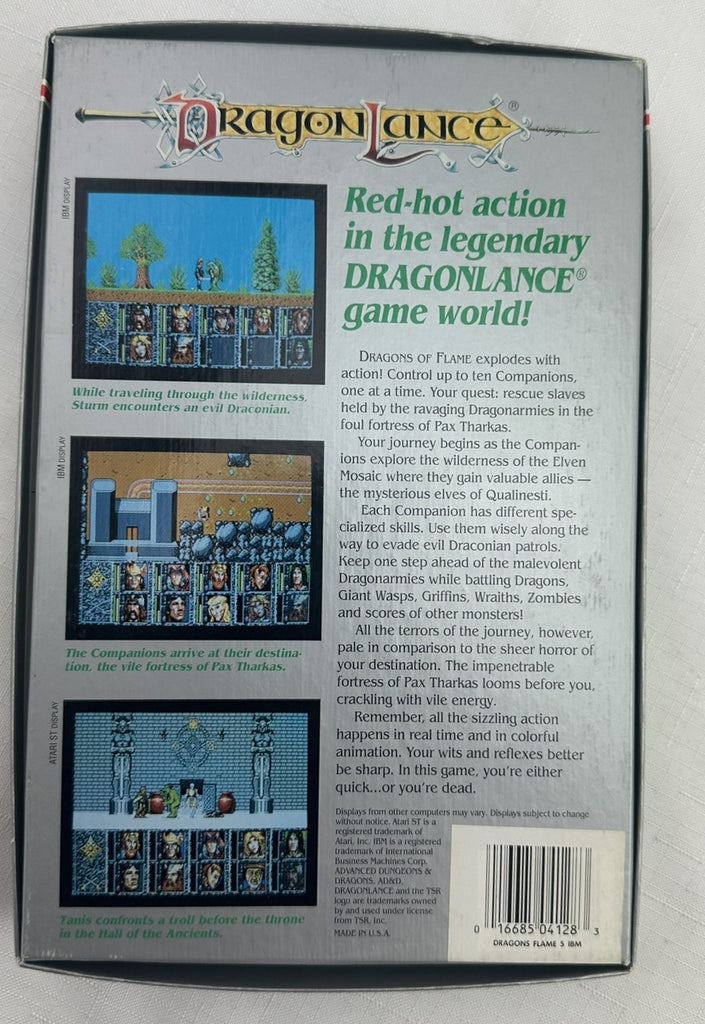 DRAGONLANCE®
IBM DISPLAY
While traveling through the wilderness,
Sturm encounters an evil Draconian.
IBM DISPLAY
The Companions arrive at their destina-
tion, the vile fortress of Pax Tharkas.
ATARI ST DISPLAY
Tanis confronts a troll before the throne
in the Hall of the Ancients.
Red-hot action
in the legendary
DRAGONLANCE®
game world!
DRAGONS OF FLAME explodes with
action! Control up to ten Companions,
one at a time. Your quest: rescue slaves
held by the ravaging Dragonarmies in the
foul fortress of Pax Tharkas.
Your journey begins as the Compan-
ions explore the wilderness of the Elven
Mosaic where they gain valuable allies —
the mysterious elves of Qualinesti.
Each Companion has different spe-
cialized skills. Use them wisely along the
way to evade evil Draconian patrols.
Keep one step ahead of the malevolent
Dragonarmies while battling Dragons,
Giant Wasps, Griffins, Wraiths, Zombies
and scores of other monsters!
All the terrors of the journey, however,
pale in comparison to the sheer horror of
your destination. The impenetrable
fortress of Pax Tharkas looms before you,
crackling with vile energy.
Remember, all the sizzling action
happens in real time and in colorful
animation. Your wits and reflexes better
be sharp. In this game, you're either
quick...or you're dead.
Displays from other computers may vary. Displays subject to change
without notice. Atari ST is a
registered trademark of
Atari, Inc. IBM is a registered
trademark of International
Business Machines Corp.
ADVANCED DUNGEONS &
DRAGONS, AD&D,
DRAGONLANCE and the TSR
logo are trademarks owned
by and used under license
from TSR, Inc.
MADE IN U.S.A.
0 16685 04128 3
DRAGONS FLAME 5 IBM